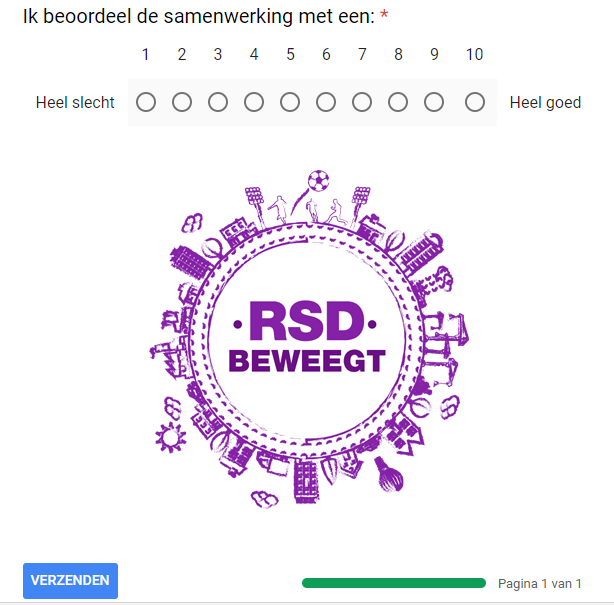 Ik beoordeel de samenwerking met een: *
1 2 3 4 5 6 7 8 9 10
Heel slecht Heel goed
·RSD·
BEWEEGT
VERZENDEN Pagina 1 van 1